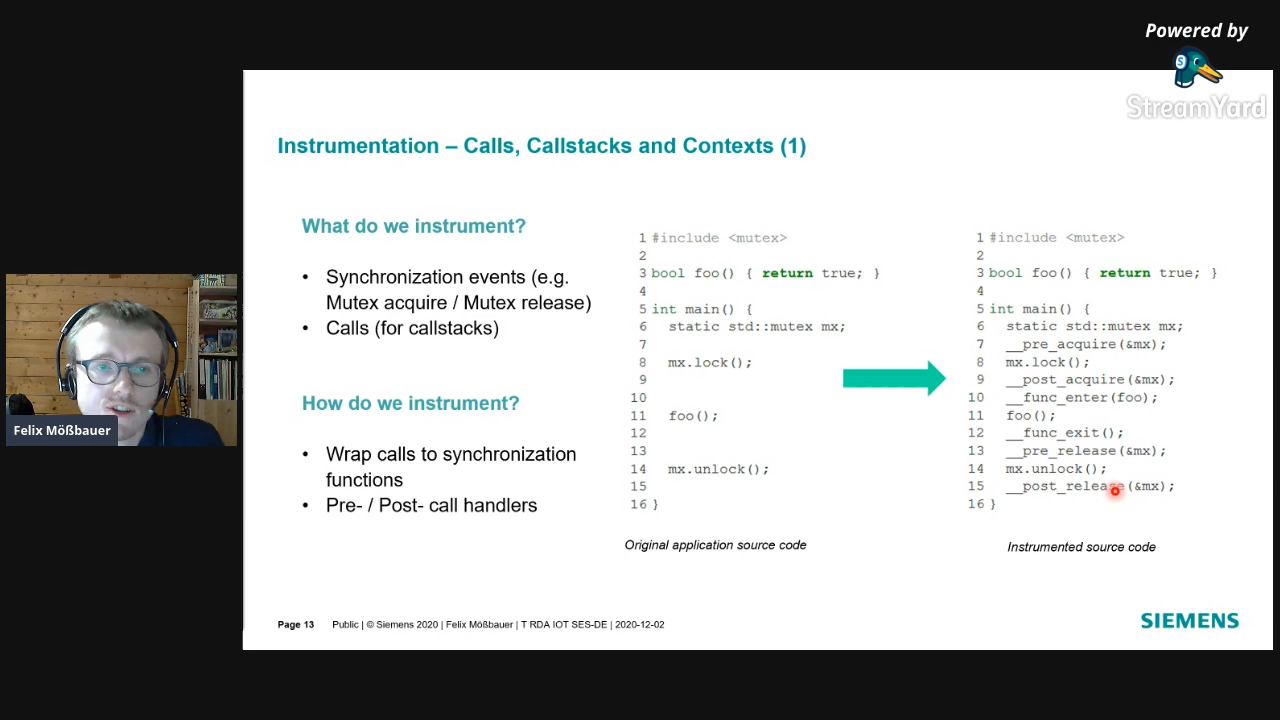 Powered by
StreamYard
Instrumentation – Calls, Callstacks and Contexts (1)
What do we instrument?
• Synchronization events (e.g.
Mutex acquire / Mutex release)
• Calls (for callstacks)
How do we instrument?
• Wrap calls to synchronization
functions
• Pre- / Post- call handlers
1 #include <mutex>
2
3 bool foo() { return true; }
4
5 int main() {
6 static std::mutex mx;
7
8 mx.lock();
9
10
11 foo();
12
13
14 mx.unlock();
15
16 }
Original application source code
1 #include <mutex>
2
3 bool foo() { return true; }
4
5 int main() {
6 static std::mutex mx;
7 __pre_acquire(&mx);
8 mx.lock();
9 __post_acquire(&mx);
10 __func_enter(foo);
11 foo();
12 __func_exit();
13 __pre_release(&mx);
14 mx.unlock();
15 __post_release(&mx);
16 }
Instrumented source code
Felix Mößbauer
Page 13 Public | © Siemens 2020 | Felix Mößbauer | T RDA IOT SES-DE | 2020-12-02
SIEMENS